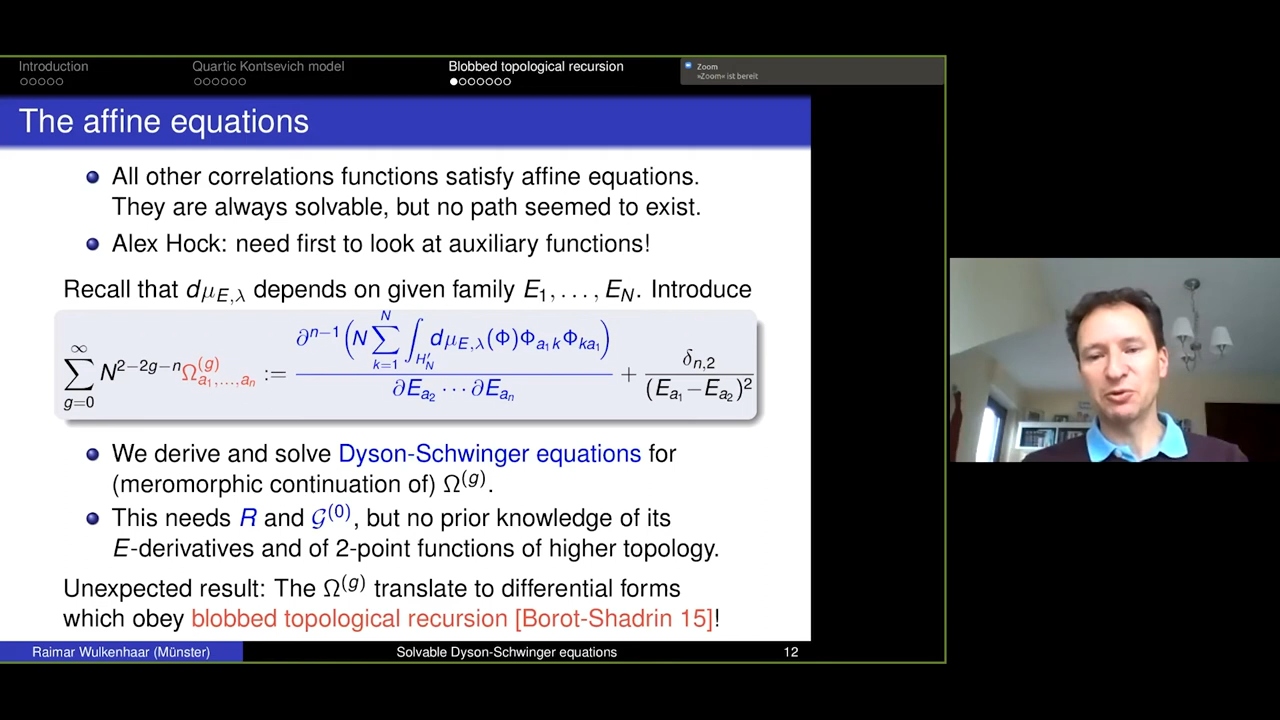 Introduction
Quartic Kontsevich model
Blobbed topological recursion
Zoom
»Zoom« ist bereit
The affine equations
All other correlations functions satisfy affine equations.
They are always solvable, but no path seemed to exist.
Alex Hock: need first to look at auxiliary functions!
Recall that dμ_{E,λ} depends on given family E_1, . . . , E_N. Introduce
∑_{g=0}^{∞} N^{2−2g−n} Ω^{(g)}_{a_1,...,a_n} := ∂^{n−1}(N ∑_{k=1}^{N} ∫_{H′_N} dμ_{E,λ}(Φ)Φ_{a_1 k}Φ_{k a_1}) / ∂E_{a_2} · · · ∂E_{a_n} + δ_{n,2} / (E_{a_1}−E_{a_2})^2
We derive and solve Dyson-Schwinger equations for
(meromorphic continuation of) Ω^{(g)}.
This needs R and 𝒢^{(0)}, but no prior knowledge of its
E-derivatives and of 2-point functions of higher topology.
Unexpected result: The Ω^{(g)} translate to differential forms
which obey blobbed topological recursion [Borot-Shadrin 15]!
Raimar Wulkenhaar (Münster)
Solvable Dyson-Schwinger equations
12